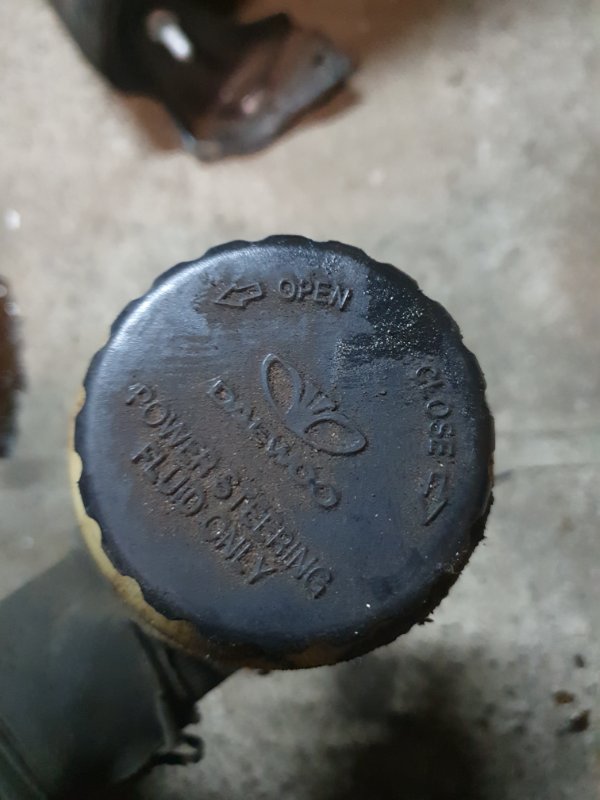 OPEN
CLOSE
DAEWOO
POWER STEERING
FLUID ONLY